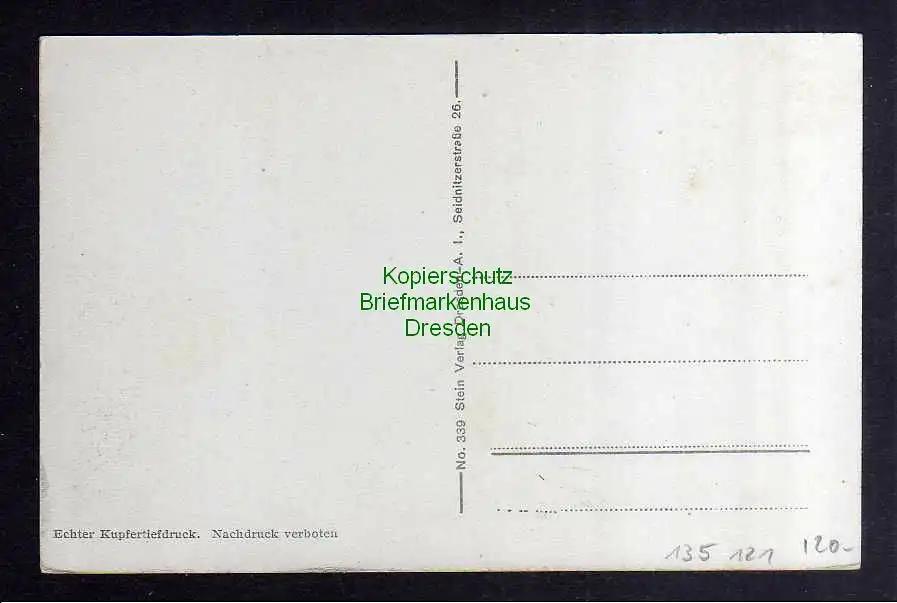 No. 339 Stein Verlag, Dresden-A. 1., Seidnitzerstraße 26.
Kopierschutz
Briefmarkenhaus
Dresden
Echter Kupfertiefdruck. Nachdruck verboten
135 121 120.-